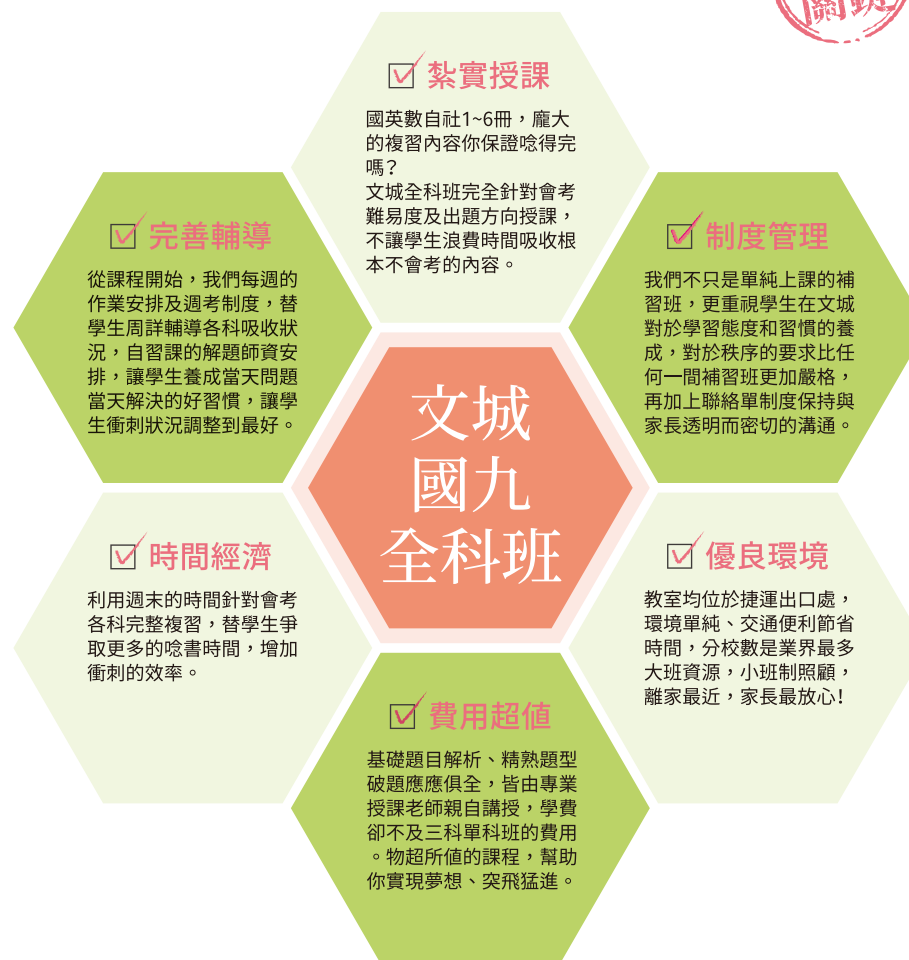 關鍵
紮實授課
國英數自社1~6冊，龐大
的複習內容你保證唸得完
嗎？
文城全科班完全針對會考
難易度及出題方向授課，
不讓學生浪費時間吸收根
本不會考的內容。
完善輔導
從課程開始，我們每週的
作業安排及週考制度，替
學生周詳輔導各科吸收狀
況，自習課的解題師資安
排，讓學生養成當天問題
當天解決的好習慣，讓學
生衝刺狀況調整到最好。
制度管理
我們不只是單純上課的補
習班，更重視學生在文城
對於學習態度和習慣的養
成，對於秩序的要求比任
何一間補習班更加嚴格，
再加上聯絡單制度保持與
家長透明而密切的溝通。
文城
國九
全科班
時間經濟
利用週末的時間針對會考
各科完整複習，替學生爭
取更多的唸書時間，增加
衝刺的效率。
優良環境
教室均位於捷運出口處，
環境單純、交通便利節省
時間，分校數是業界最多
大班資源，小班制照顧，
離家最近，家長最放心！
費用超值
基礎題目解析、精熟題型
破題應應俱全，皆由專業
授課老師親自講授，學費
卻不及三科單科班的費用
。物超所值的課程，幫助
你實現夢想、突飛猛進。